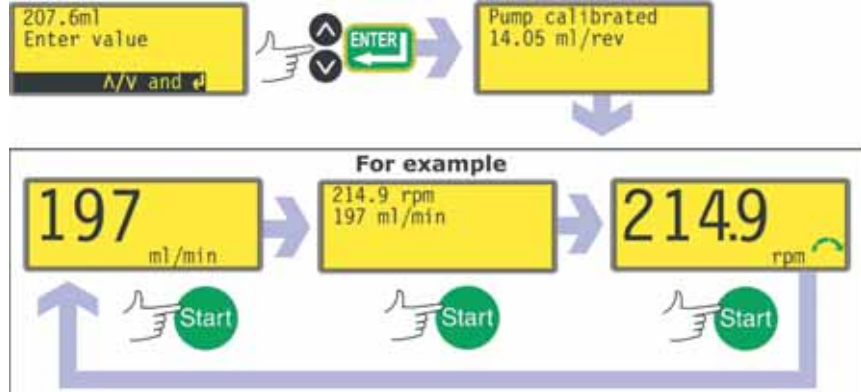 207.6ml
Enter value
∧/∨ and ↲
ENTER
Pump calibrated
14.05 ml/rev
For example
197
ml/min
214.9 rpm
197 ml/min
214.9
rpm
Start
Start
Start